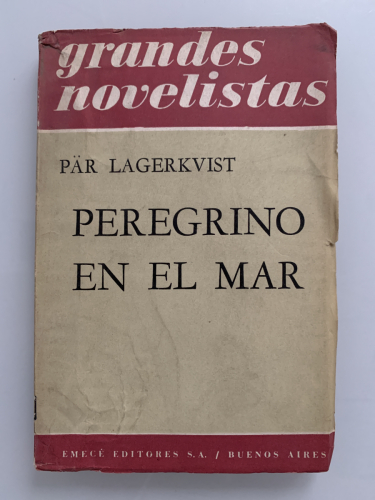 grandes
novelistas
PÄR LAGERKVIST
PEREGRINO
EN EL MAR
EMECÉ EDITORES S.A. / BUENOS AIRES